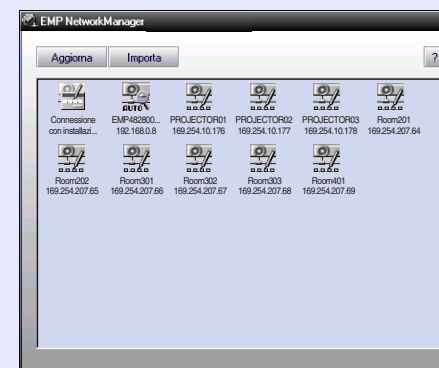 EMP NetworkManager
Aggiorna
Importa
?
Connessione
con installazi...
EMP482800...
192.168.0.8
PROJECTOR01
169.254.10.176
PROJECTOR02
169.254.10.177
PROJECTOR03
169.254.10.178
Room201
169.254.207.64
Room202
169.254.207.65
Room301
169.254.207.66
Room302
169.254.207.67
Room303
169.254.207.68
Room401
169.254.207.69
AUTO